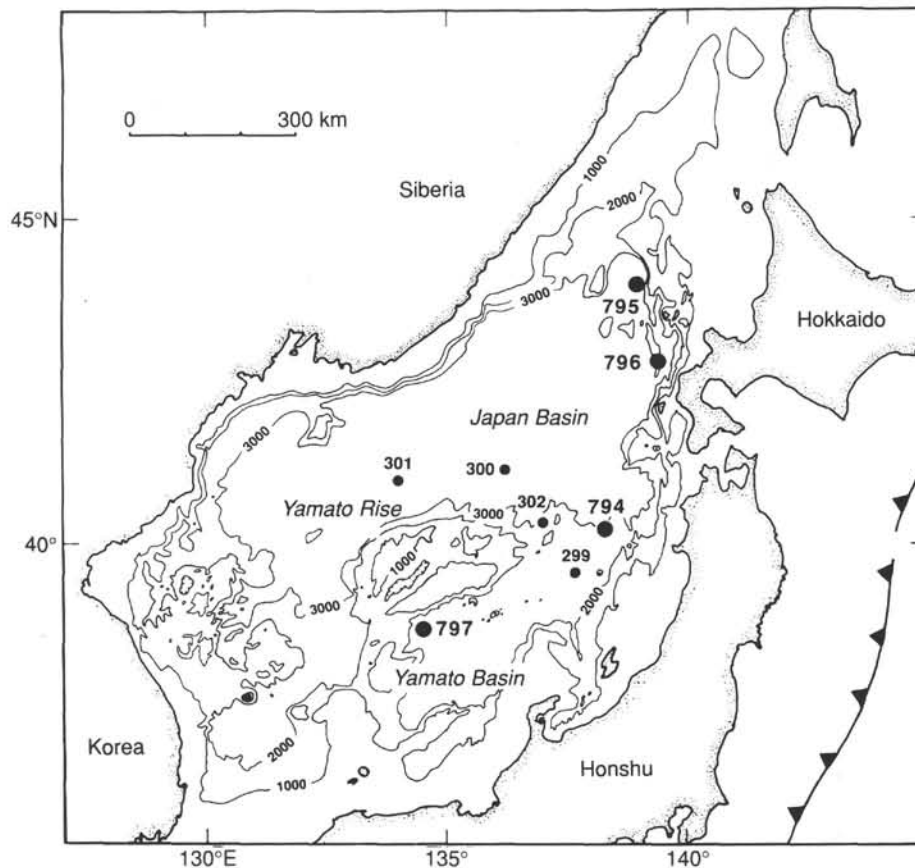 0 300 km
1000
Siberia
2000
45°N
3000
795
Hokkaido
796
3000
Japan Basin
301
300
302
794
Yamato Rise
3000
40°
1000
299
3000
2000
797
Yamato Basin
Korea
2000
Honshu
1000
130°E 135° 140°